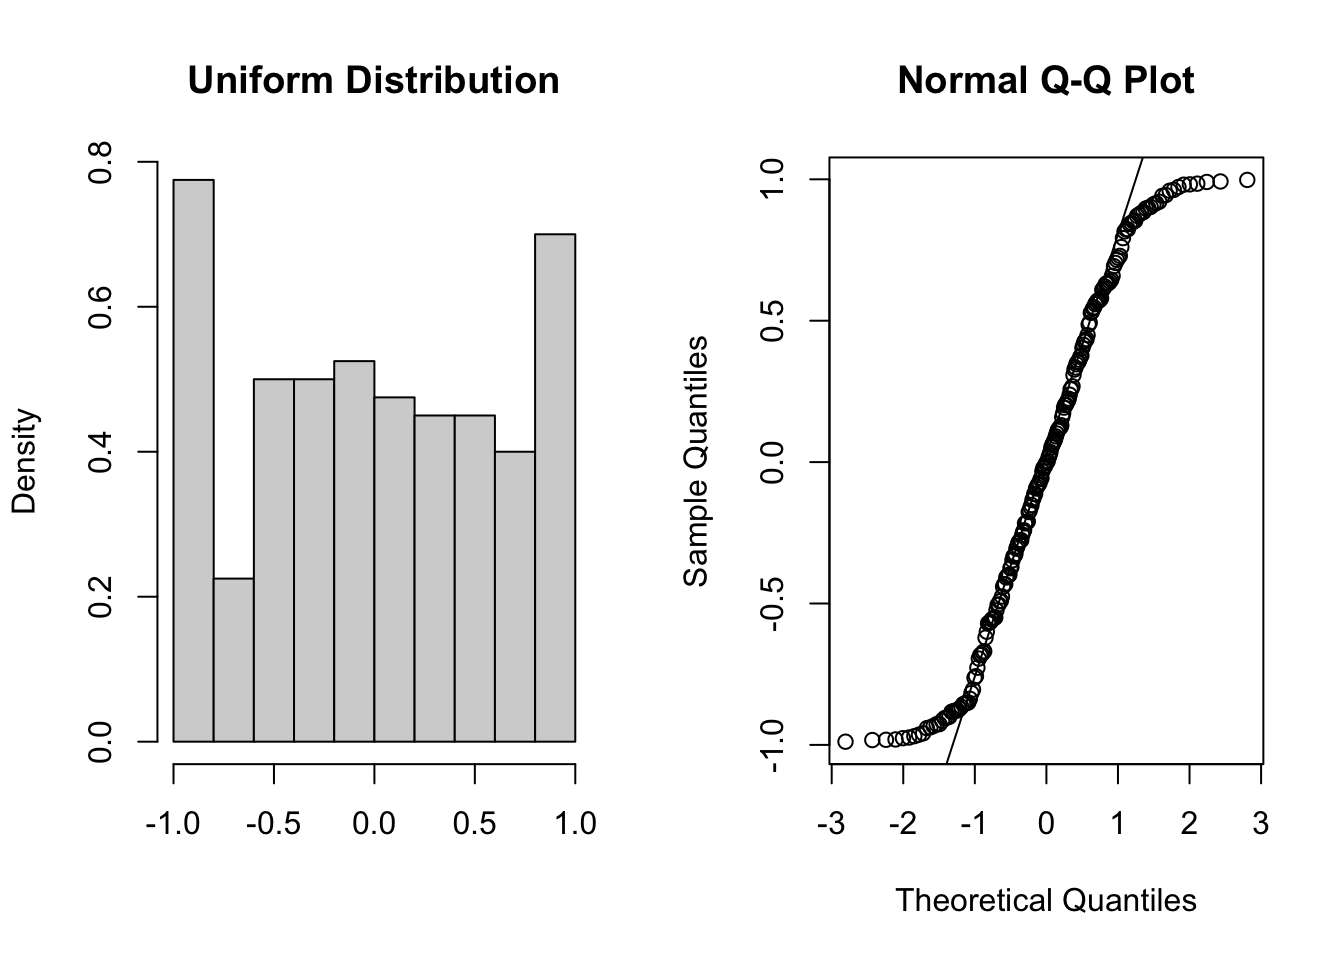 Uniform Distribution
Density
0.0
0.2
0.4
0.6
0.8
-1.0 -0.5 0.0 0.5 1.0
Normal Q-Q Plot
Sample Quantiles
-1.0
-0.5
0.0
0.5
1.0
-3 -2 -1 0 1 2 3
Theoretical Quantiles